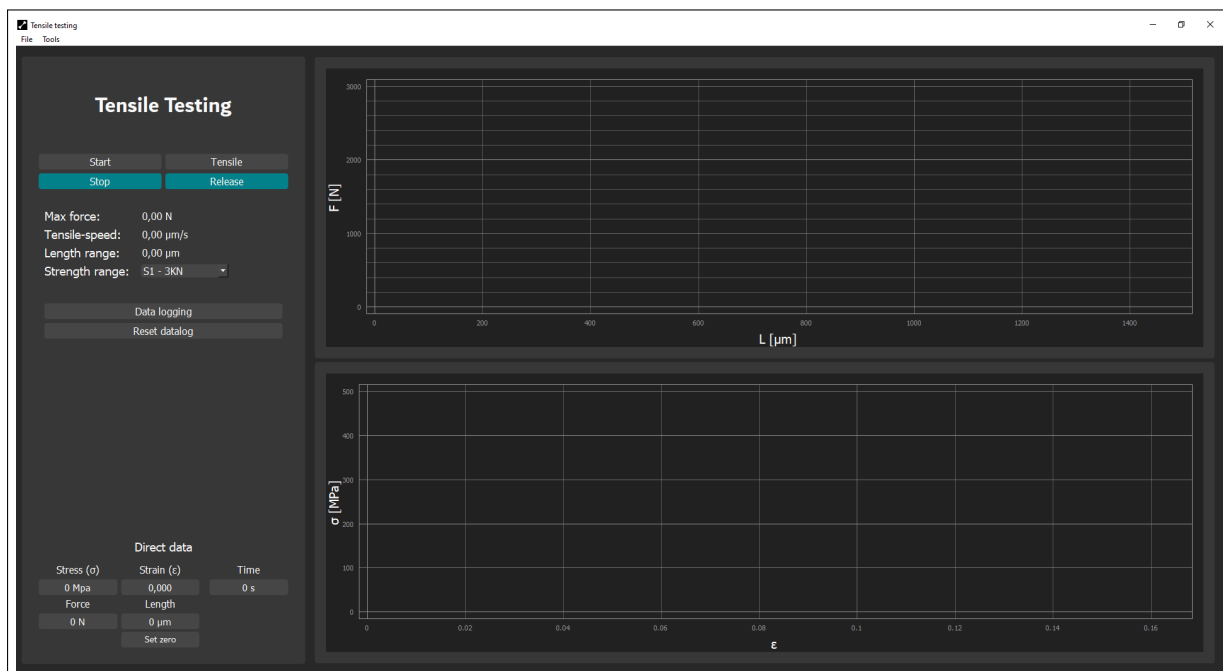 Tensile testing
File Tools
Tensile Testing
Start Tensile
Stop Release
Max force: 0,00 N
Tensile-speed: 0,00 µm/s
Length range: 0,00 µm
Strength range: S1 - 3KN
Data logging
Reset datalog
Direct data
Stress (σ) Strain (ε) Time
0 Mpa 0,000 0 s
Force Length
0 N 0 µm
Set zero
F [N]
3000
2000
1000
0
0 200 400 600 800 1000 1200 1400
L [µm]
σ [MPa]
500
400
300
200
100
0
0 0.02 0.04 0.06 0.08 0.1 0.12 0.14 0.16
ε